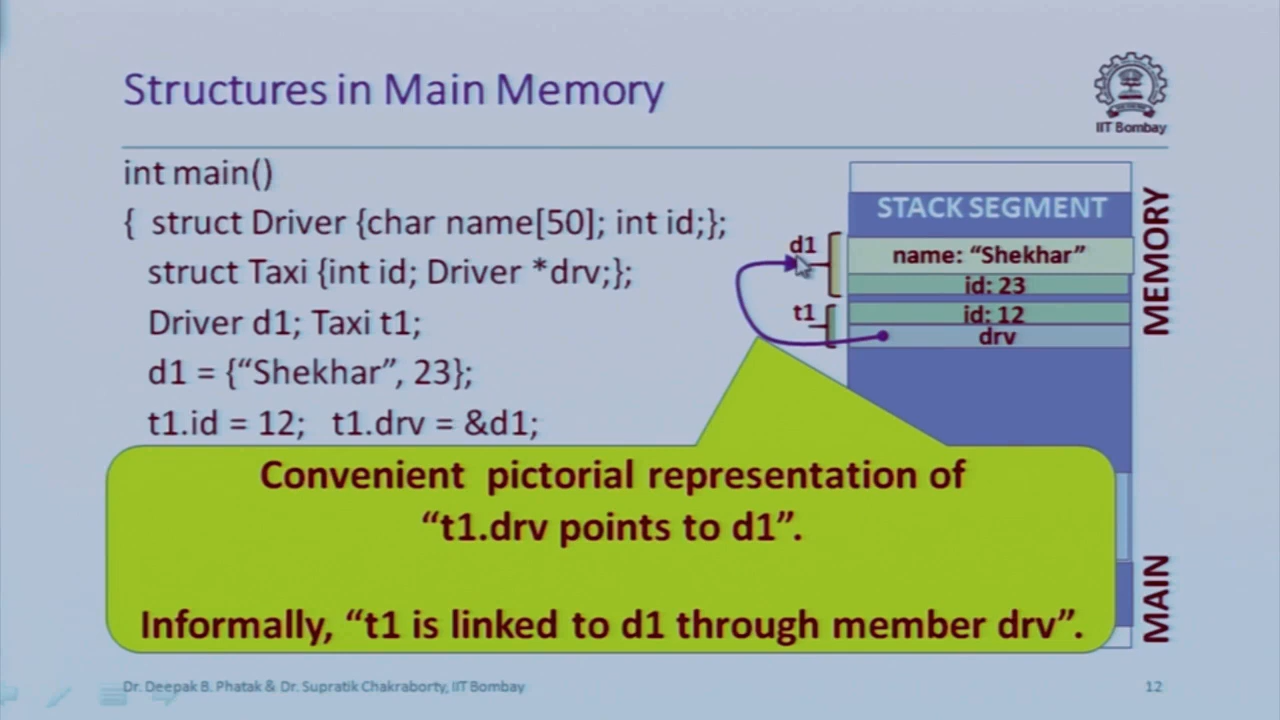 Structures in Main Memory
IIT Bombay
int main()
{ struct Driver {char name[50]; int id;};
struct Taxi {int id; Driver *drv;};
Driver d1; Taxi t1;
d1 = {“Shekhar”, 23};
t1.id = 12; t1.drv = &d1;
STACK SEGMENT
d1
name: “Shekhar”
id: 23
t1
id: 12
drv
MAIN MEMORY
Convenient pictorial representation of
“t1.drv points to d1”.
Informally, “t1 is linked to d1 through member drv”.
Dr. Deepak B. Phatak & Dr. Supratik Chakraborty, IIT Bombay
12